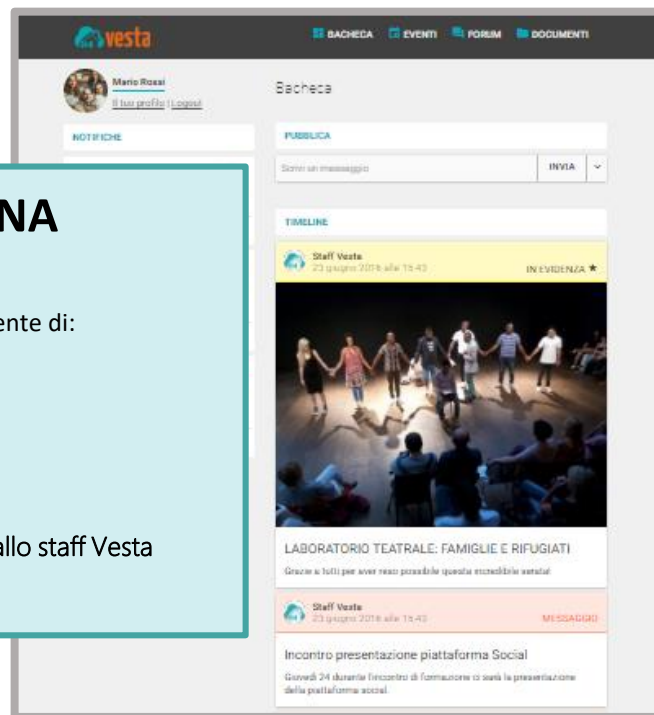 vesta
BACHECA EVENTI FORUM DOCUMENTI
Mario Rossi
Il tuo profilo | Logout
Bacheca
NOTIFICHE
PUBBLICA
Scrivi un messaggio
INVIA
TIMELINE
Staff Vesta
23 giugno 2016 alle 15:43
IN EVIDENZA
NA
ente di:
allo staff Vesta
LABORATORIO TEATRALE: FAMIGLIE E RIFUGIATI
Grazie a tutti per aver reso possibile questa incredibile serata!
Staff Vesta
23 giugno 2016 alle 15:43
MESSAGGIO
Incontro presentazione piattaforma Social
Giovedì 24 durante l'incontro di formazione ci sarà la presentazione
della piattaforma social.